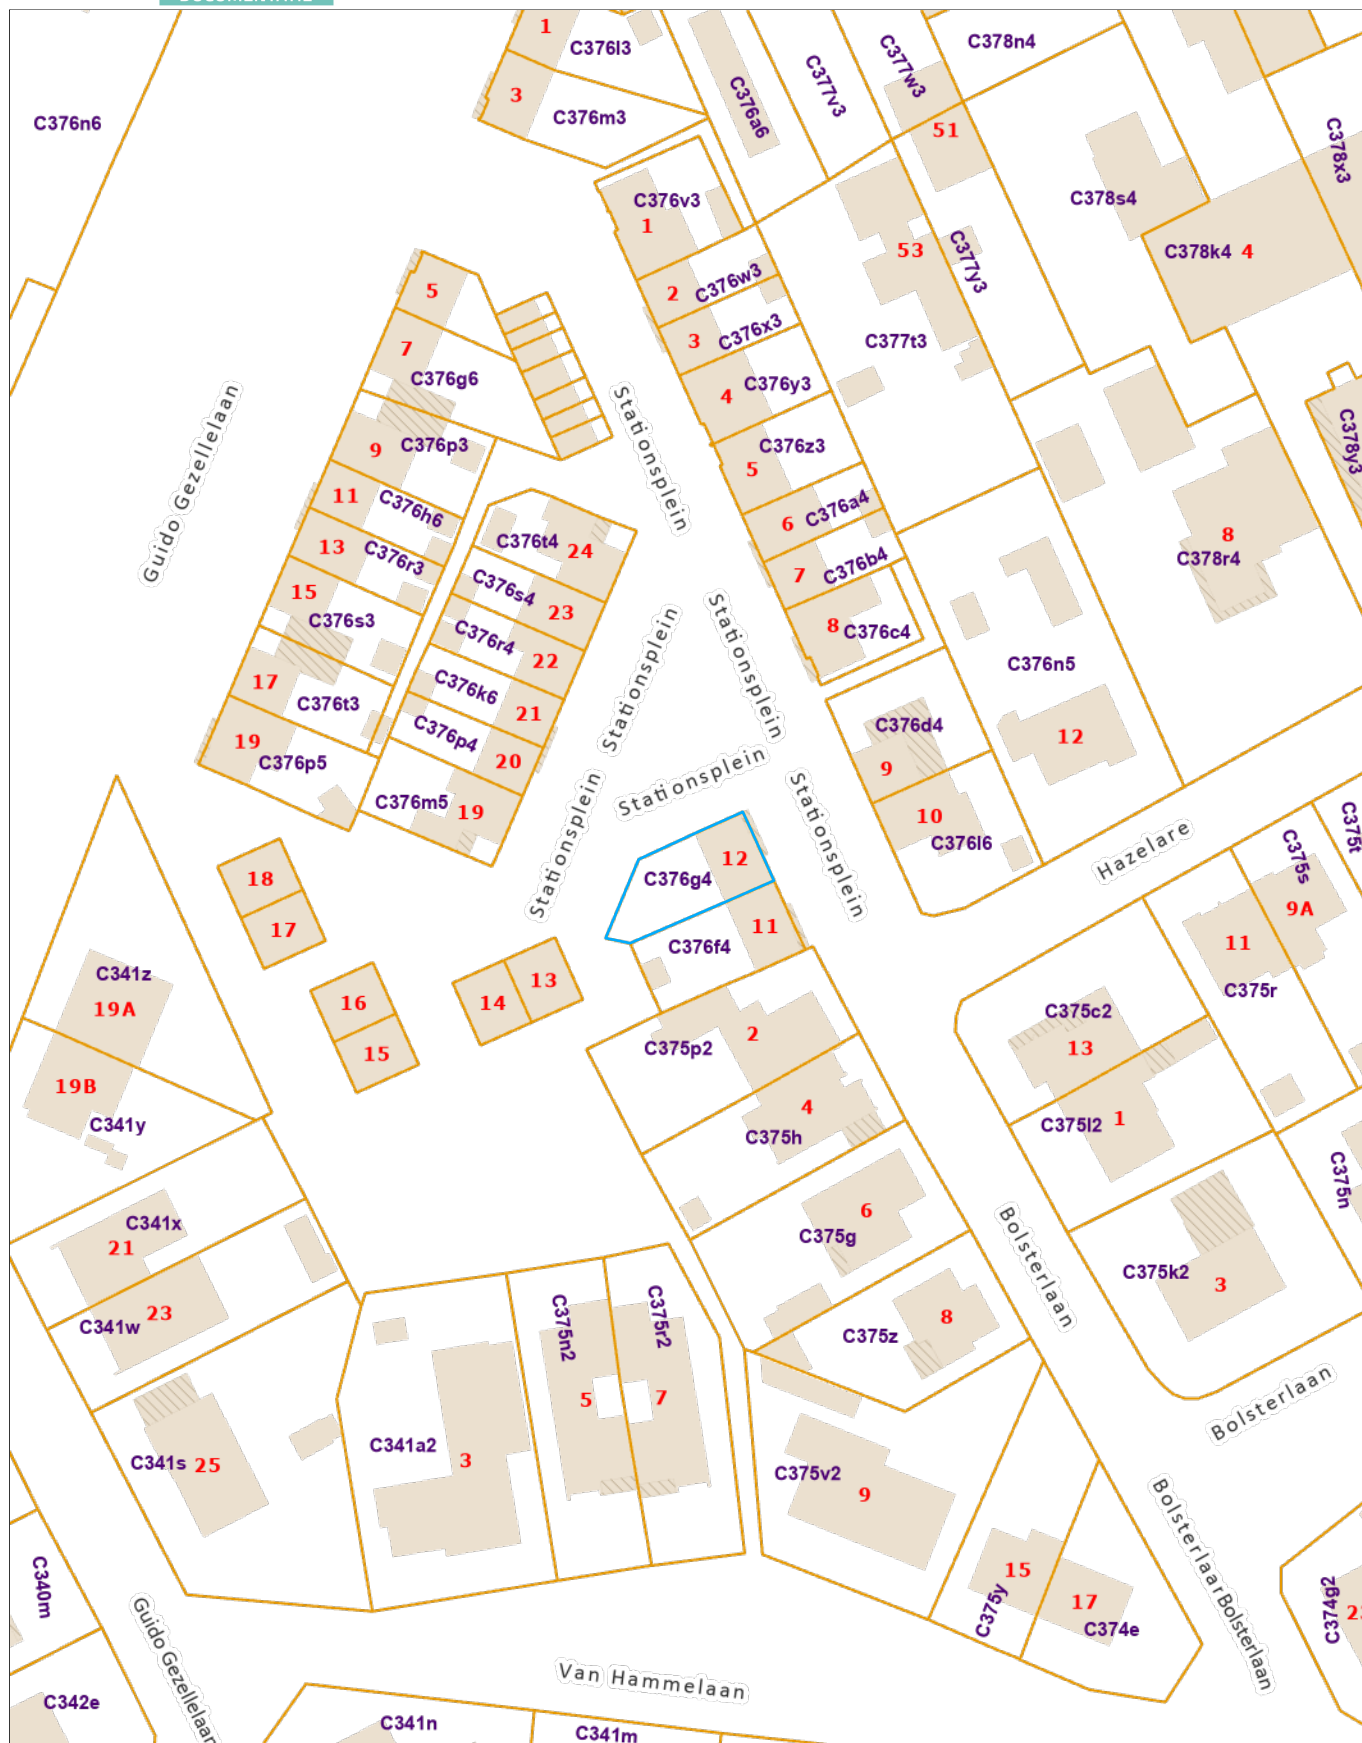 1
C376l3
3
C376m3
C376n6
C376a6
C377v3
C377w3
C378n4
51
C378x3
C378s4
C376v3
1
53
C377y3
C378k4
4
2
C376w3
5
3
C376x3
C377t3
7
C376g6
4
C376y3
Guido Gezellelaan
Stationsplein
C378y3
9
C376p3
C376z3
5
11
C376h6
6
C376a4
8
C378r4
13
C376r3
C376t4
24
7
C376b4
15
C376s3
C376s4
23
8
C376c4
C376r4
22
Stationsplein
Stationsplein
C376n5
17
C376t3
C376k6
21
C376d4
12
19
C376p5
C376p4
20
9
C376m5
19
Stationsplein
Stationsplein
Stationsplein
10
C376l6
Hazelare
C375t
C375s
18
C376g4
12
9A
17
C376f4
11
11
C375r
C341z
19A
16
14
13
C375c2
13
15
C375p2
2
19B
C341y
4
C375h
C375l2
1
C375n
C341x
21
6
C375g
Bolsterlaan
C375k2
3
C341w
23
C375n2
C375r2
C375z
8
5
7
Bolsterlaan
C341s
25
C341a2
3
C375v2
9
Bolsterlaan
Bolsterlaan
C340m
15
C375y
17
C374e
C374g2
Guido Gezellelaan
Van Hammelaan
C342e
C341n
C341m